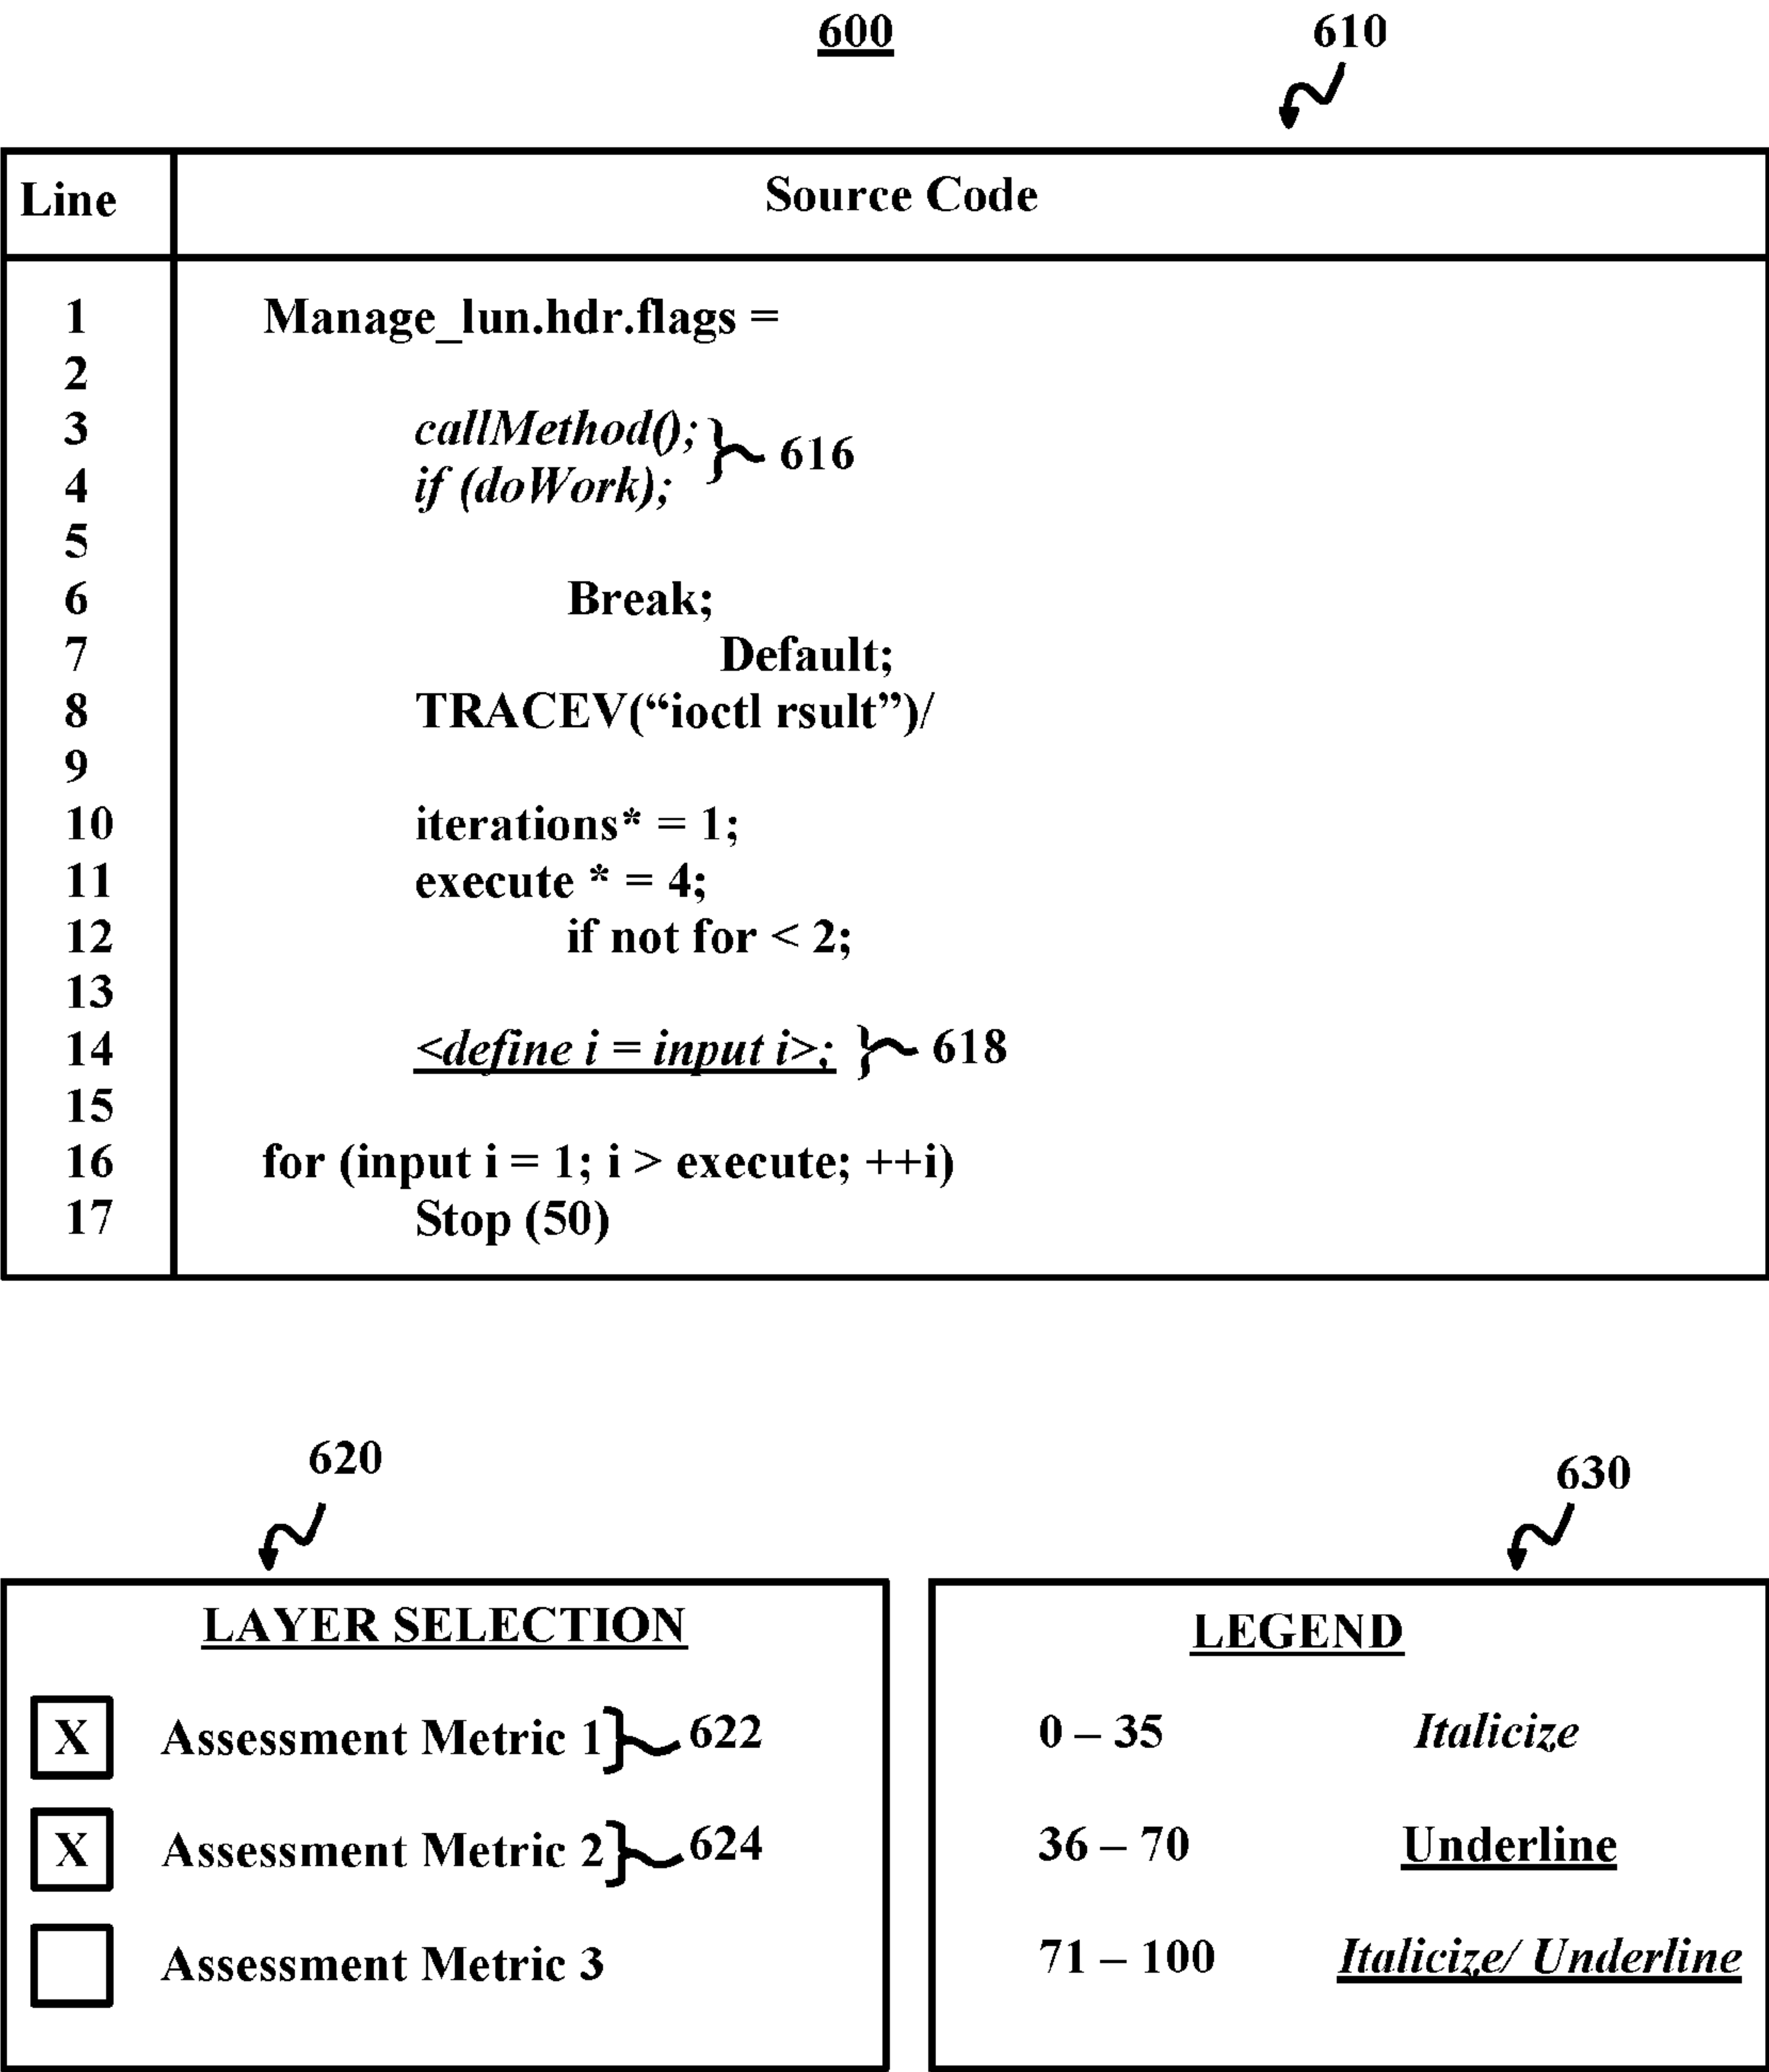 600
610
Line Source Code
1 Manage_lun.hdr.flags =
2
3 callMethod();
616
4 if (doWork);
5
6 Break;
7 Default;
8 TRACEV(“ioctl rsult”)/
9
10 iterations* = 1;
11 execute * = 4;
12 if not for < 2;
13
14 <define i = input i>; 618
15
16 for (input i = 1; i > execute; ++i)
17 Stop (50)
620
630
LAYER SELECTION
X Assessment Metric 1 622
X Assessment Metric 2 624
Assessment Metric 3
LEGEND
0 – 35 Italicize
36 – 70 Underline
71 – 100 Italicize/ Underline